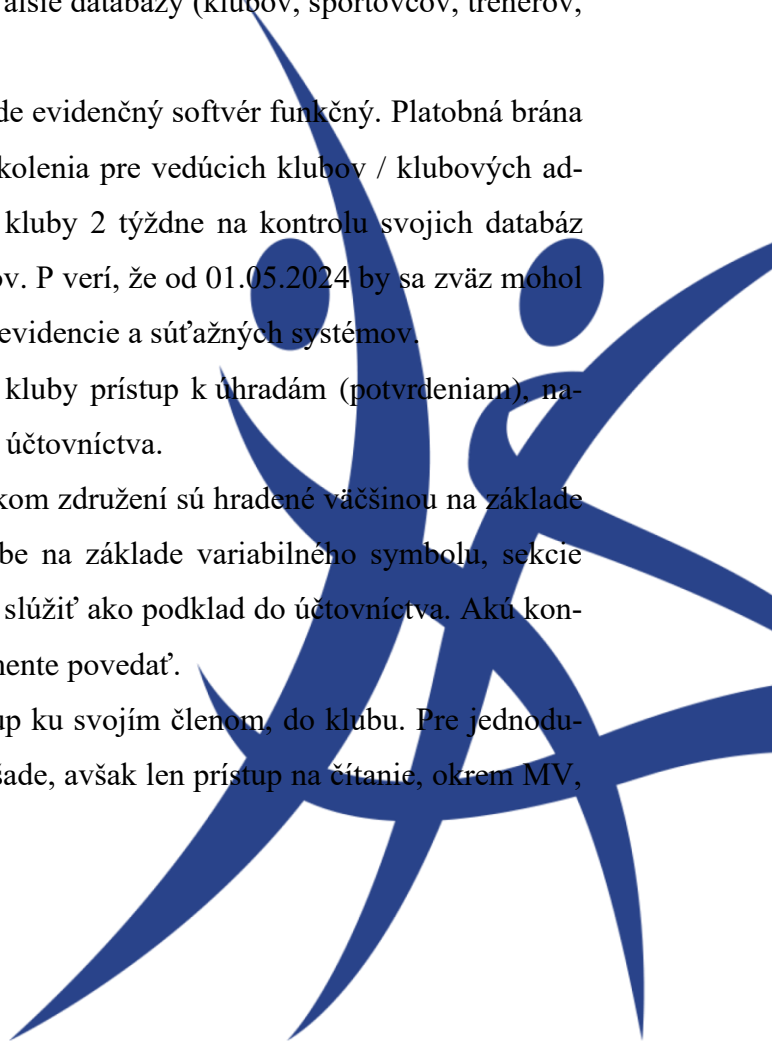 alšie databázy (klubov, športovcov, trénerov,
de evidenčný softvér funkčný. Platobná brána
kolenia pre vedúcich klubov / klubových ad-
kluby 2 týždne na kontrolu svojich databáz
ov. P verí, že od 01.05.2024 by sa zväz mohol
evidencie a súťažných systémov.
kluby prístup k úhradám (potvrdeniam), na-
účtovníctva.
kom združení sú hradené väčšinou na základe
be na základe variabilného symbolu, sekcie
slúžiť ako podklad do účtovníctva. Akú kon-
nente povedať.
up ku svojím členom, do klubu. Pre jednodu-
šade, avšak len prístup na čítanie, okrem MV,